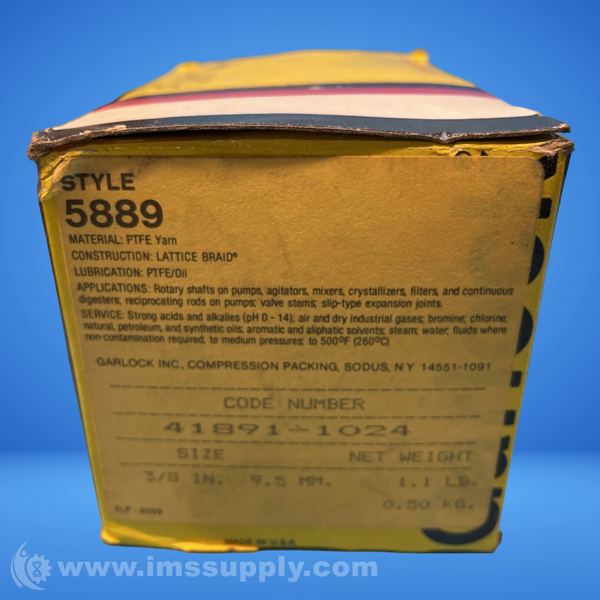 STYLE
5889
MATERIAL: PTFE Yarn
CONSTRUCTION: LATTICE BRAID®
LUBRICATION: PTFE/Oil
APPLICATIONS: Rotary shafts on pumps, agitators, mixers, crystallizers, filters, and continuous
digesters; reciprocating rods on pumps; valve stems; slip-type expansion joints.
SERVICE: Strong acids and alkalies (pH 0 - 14); air and dry industrial gases; bromine; chlorine;
natural, petroleum, and synthetic oils; aromatic and aliphatic solvents; steam; water; fluids where
non-contamination required; to medium pressures; to 500°F (260°C)
GARLOCK INC, COMPRESSION PACKING, SODUS, NY 14551-1091
CODE NUMBER
41891-1024
SIZE NET WEIGHT
3/8 IN. 9.5 MM. 1.1 LB.
0.50 KG.
MADE IN U.S.A.
www.imssupply.com